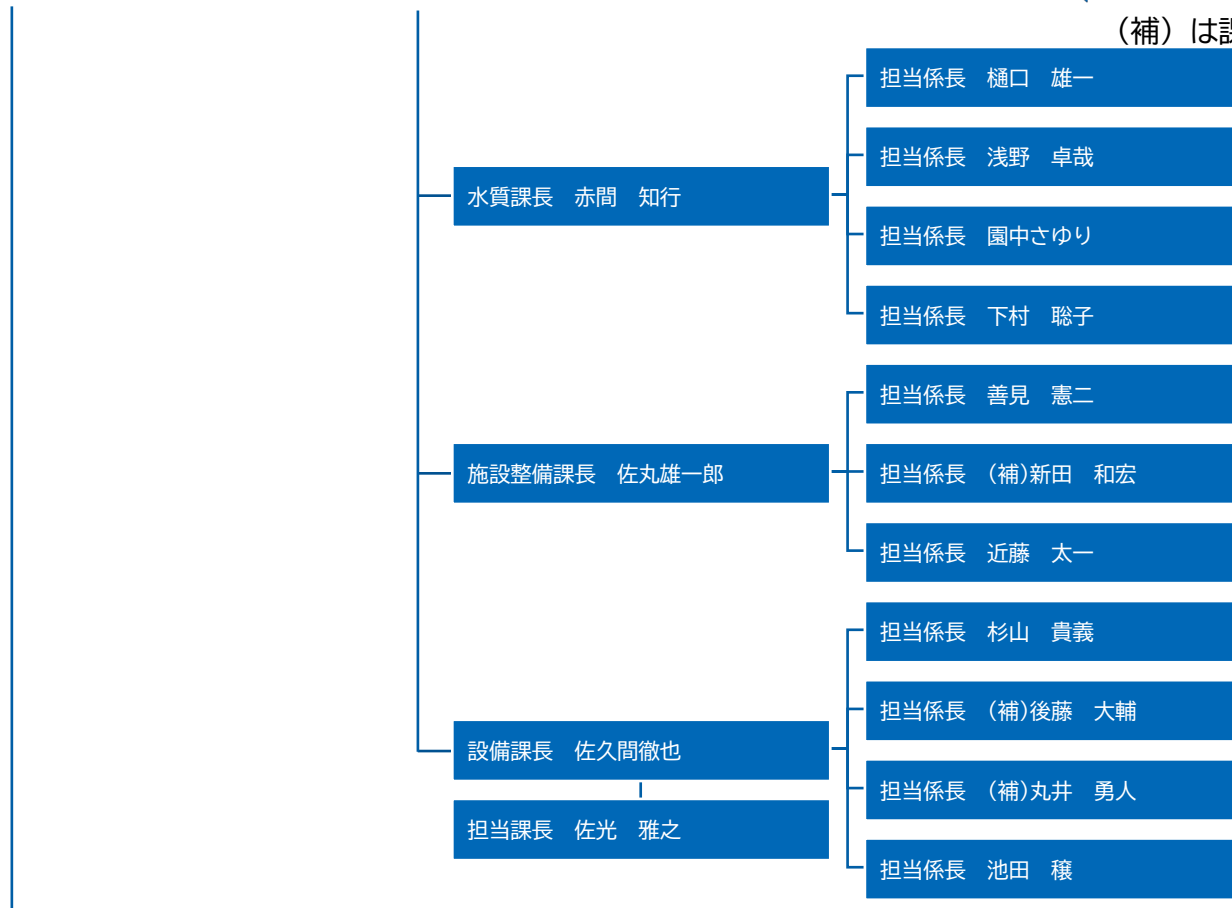 （補）は課
担当係長　樋口　雄一
担当係長　浅野　卓哉
水質課長　赤間　知行
担当係長　園中さゆり
担当係長　下村　聡子
担当係長　善見　憲二
施設整備課長　佐丸雄一郎
担当係長　(補)新田　和宏
担当係長　近藤　太一
担当係長　杉山　貴義
担当係長　(補)後藤　大輔
設備課長　佐久間徹也
担当係長　(補)丸井　勇人
担当課長　佐光　雅之
担当係長　池田　穣